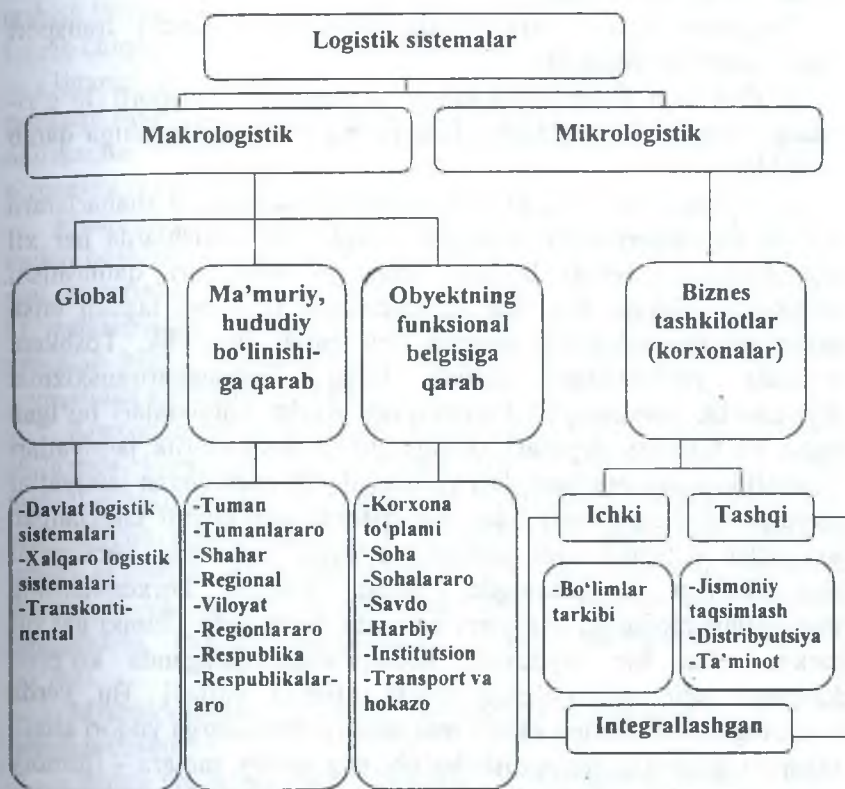 Logistik sistemalar
Makrologistik
Mikrologistik
Global
Ma'muriy,
hududiy
bo‘linishi-
ga qarab
Obyektning
funksional
belgisiga
qarab
Biznes
tashkilotlar
(korxonalar)
-Davlat logistik
sistemalari
-Xalqaro logistik
sistemalari
-Transkonti-
nental
-Tuman
-Tumanlararo
-Shahar
-Regional
-Viloyat
-Regionlararo
-Respublika
-Respublikalar-
aro
-Korxona
to‘plami
-Soha
-Sohalararo
-Savdo
-Harbiy
-Institutsion
-Transport va
hokazo
Ichki
Tashqi
Bo‘limlar
tarkibi
-Jismoniy
taqsimlash
-Distribyutsiya
-Ta'minot
Integrallashgan